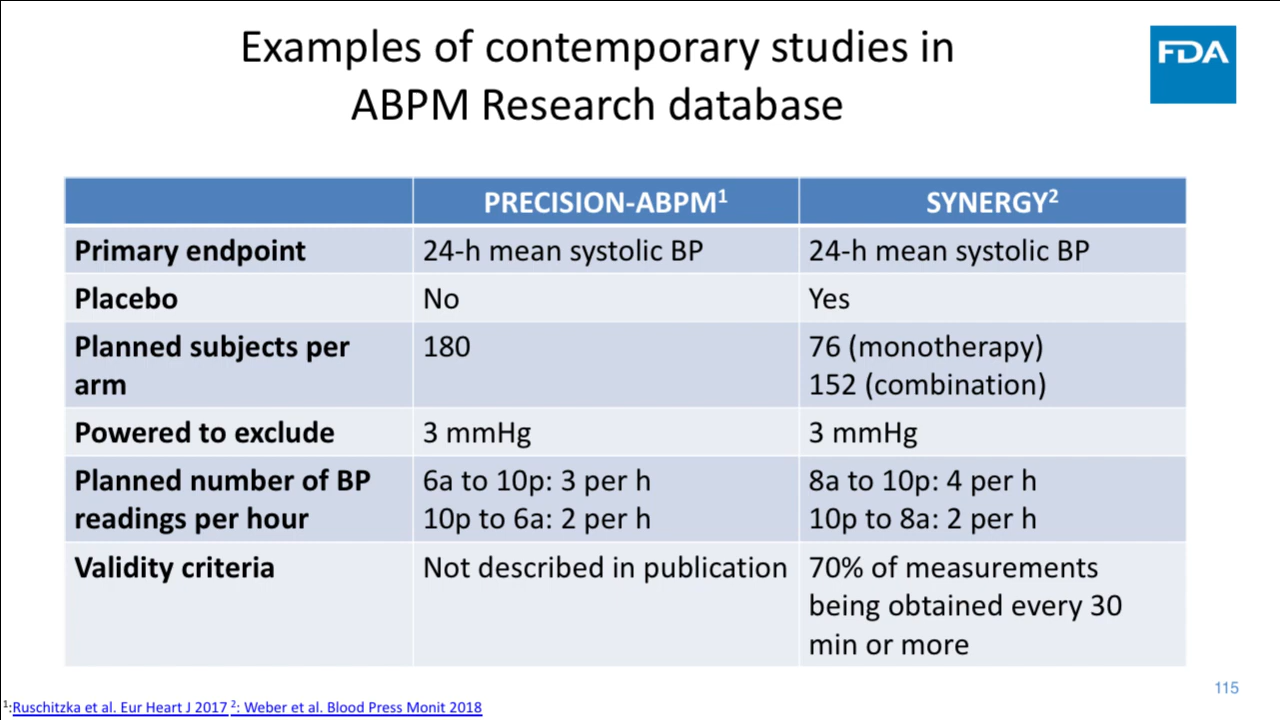 Examples of contemporary studies in
ABPM Research database
FDA
PRECISION-ABPM1 SYNERGY2
Primary endpoint 24-h mean systolic BP 24-h mean systolic BP
Placebo No Yes
Planned subjects per arm 180 76 (monotherapy)
152 (combination)
Powered to exclude 3 mmHg 3 mmHg
Planned number of BP readings per hour 6a to 10p: 3 per h 8a to 10p: 4 per h
10p to 6a: 2 per h 10p to 8a: 2 per h
Validity criteria Not described in publication 70% of measurements
being obtained every 30
min or more
115
1:Ruschitzka et al. Eur Heart J 2017 2: Weber et al. Blood Press Monit 2018